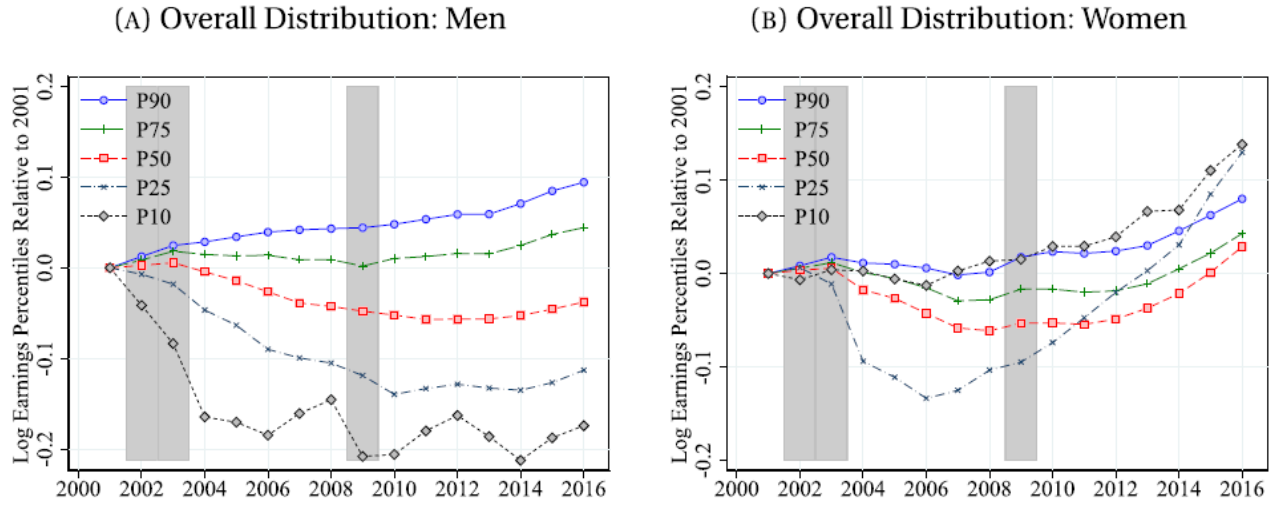 (A) Overall Distribution: Men
Log Earnings Percentiles Relative to 2001
0.2
0.1
0.0
-0.1
-0.2
P90
P75
P50
P25
P10
2000 2002 2004 2006 2008 2010 2012 2014 2016
(B) Overall Distribution: Women
Log Earnings Percentiles Relative to 2001
0.2
0.1
0.0
-0.1
-0.2
P90
P75
P50
P25
P10
2000 2002 2004 2006 2008 2010 2012 2014 2016